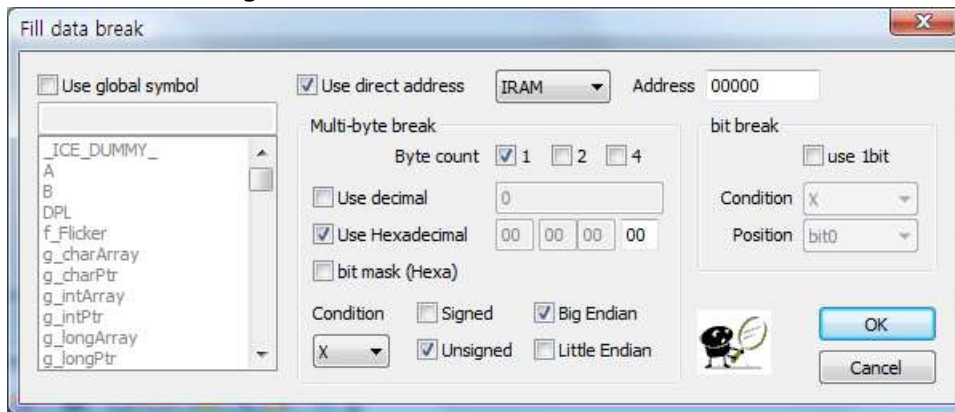 Fill data break
Use global symbol
_ICE_DUMMY_
A
B
DPL
f_Flicker
g_charArray
g_charPtr
g_intArray
g_intPtr
g_longArray
g_longPtr
Use direct address IRAM Address 00000
Multi-byte break
Byte count 1 2 4
Use decimal 0
Use Hexadecimal 00 00 00 00
bit mask (Hexa)
Condition Signed Big Endian
X Unsigned Little Endian
bit break
use 1bit
Condition X
Position bit0
OK
Cancel